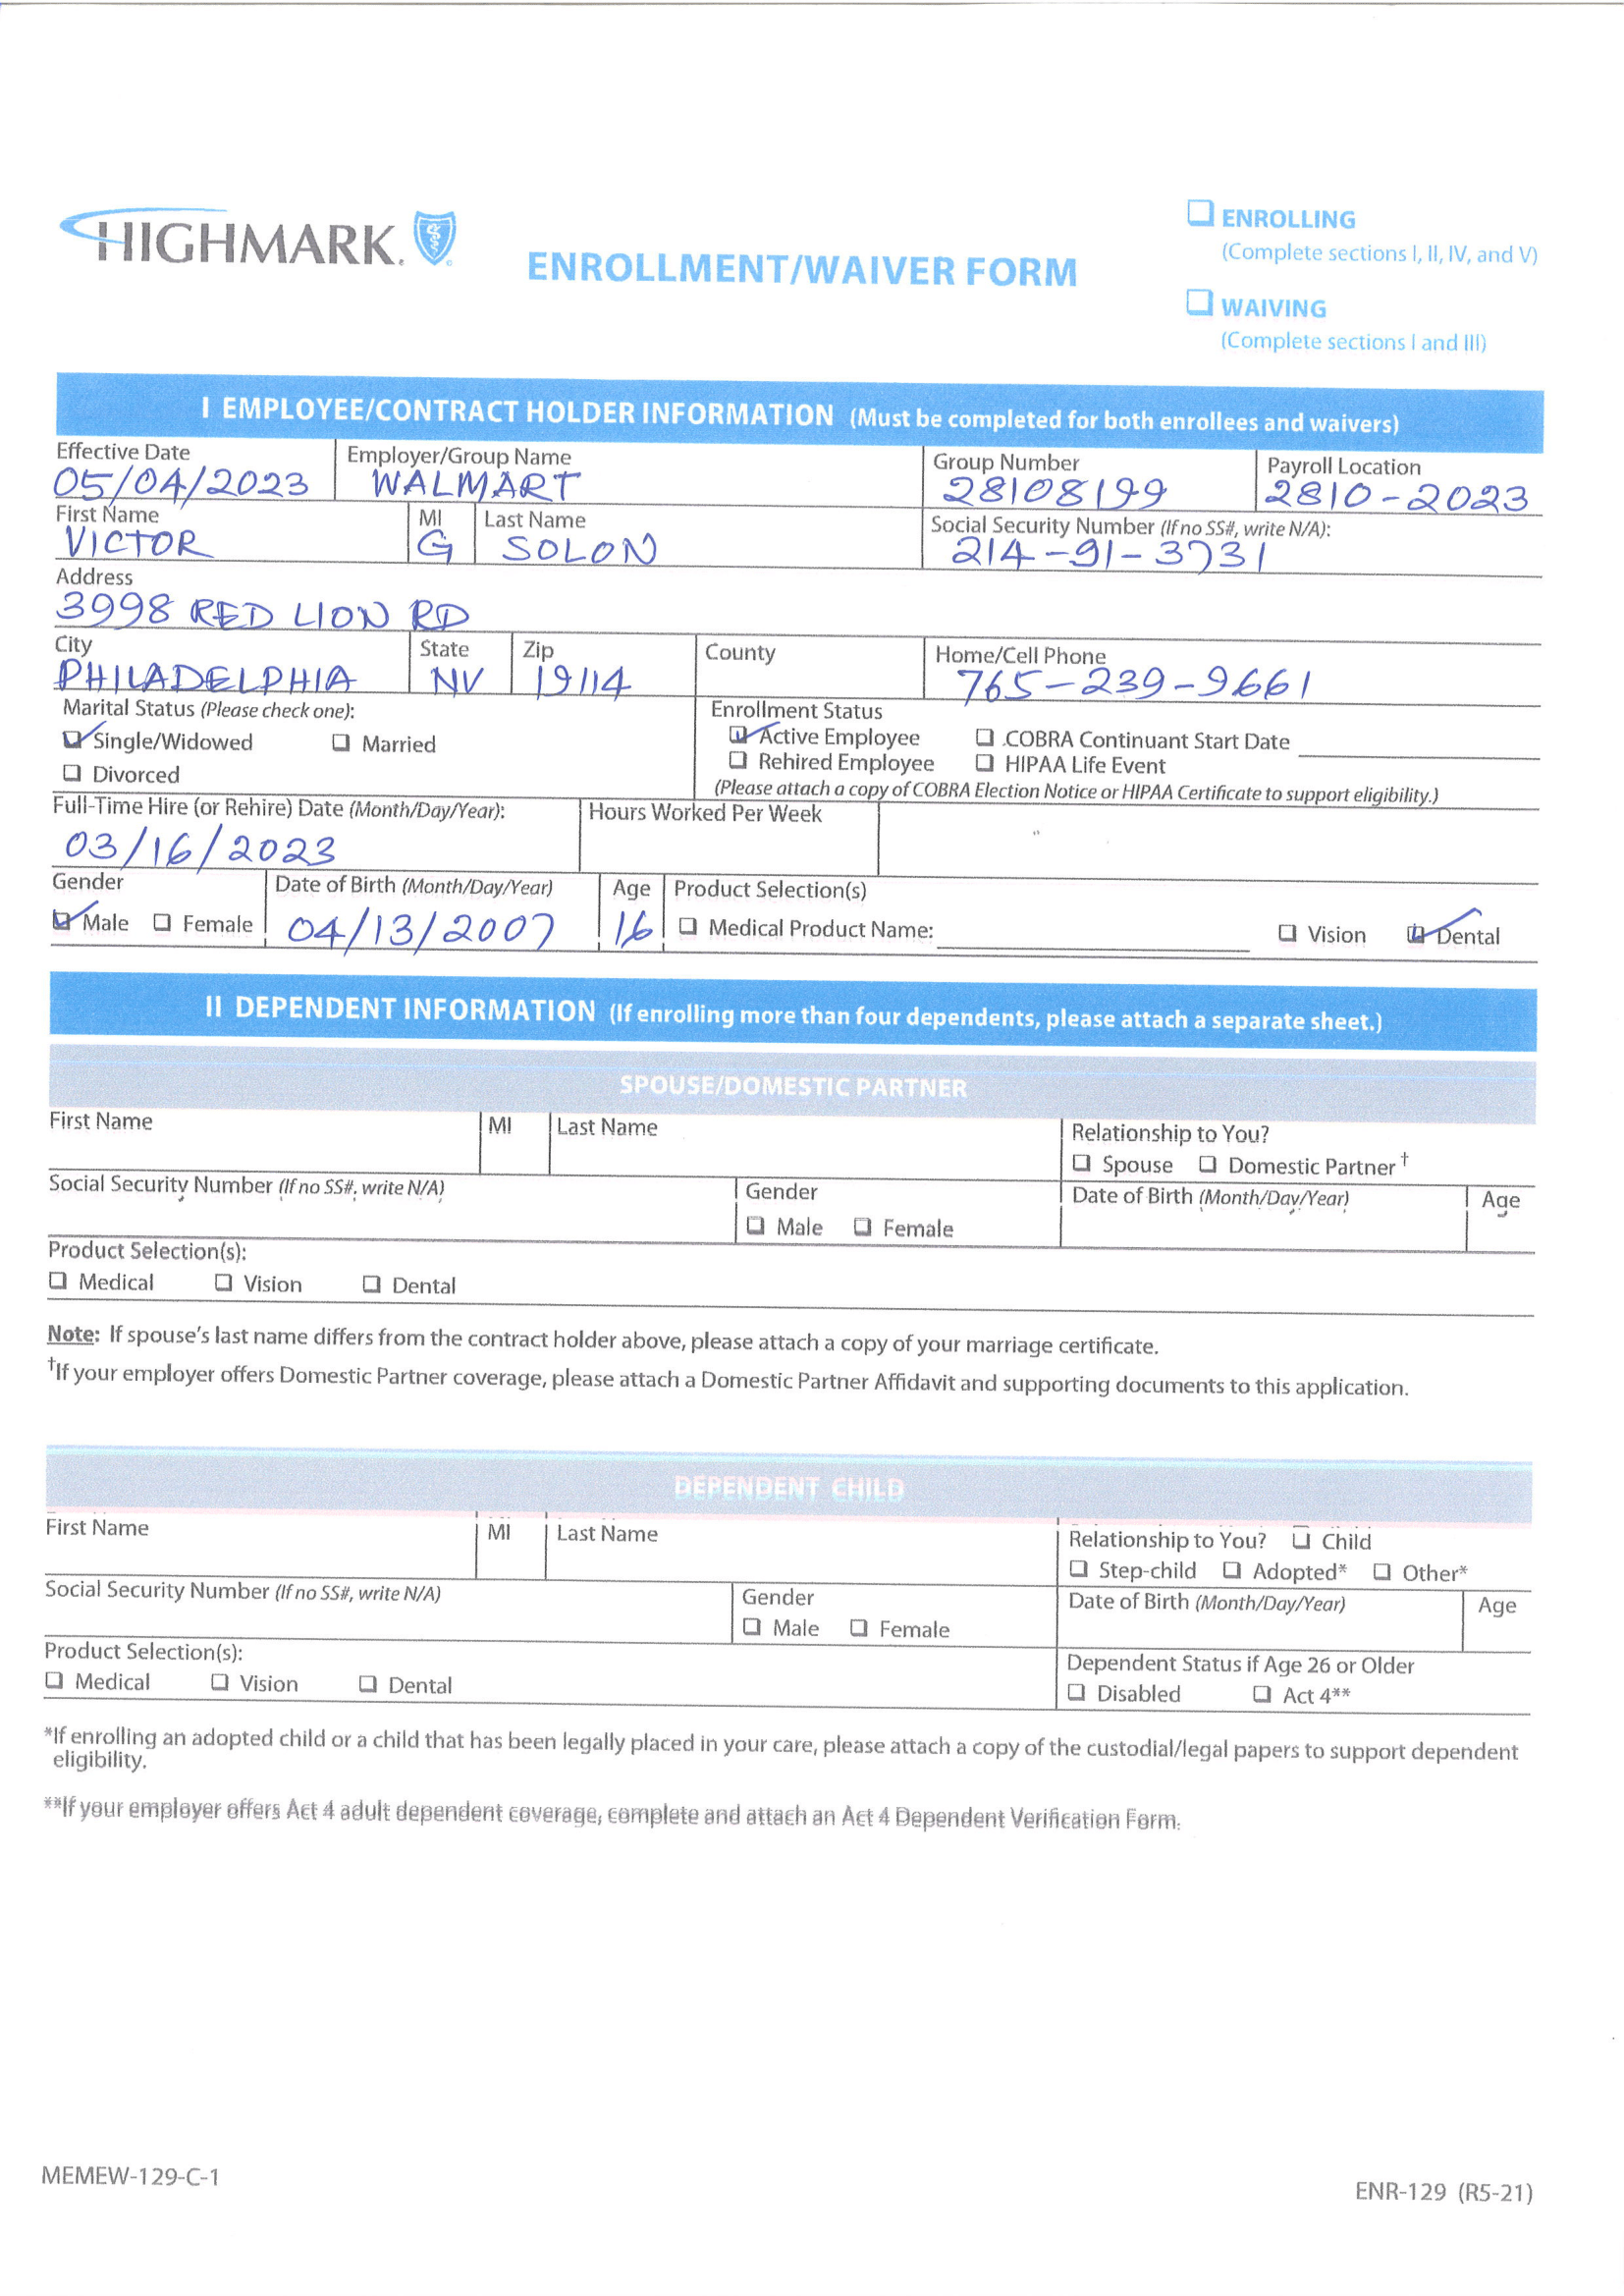 HIGHMARK.
ENROLLMENT/WAIVER FORM
❑ ENROLLING
(Complete sections I, II, IV, and V)
❑ WAIVING
(Complete sections I and III)
I EMPLOYEE/CONTRACT HOLDER INFORMATION (Must be completed for both enrollees and waivers)
Effective Date Employer/Group Name Group Number Payroll Location
05/04/2023 WALMART 28108199 2810-2023
First Name MI Last Name Social Security Number (If no SS#, write N/A):
VICTOR G SOLON 214-91-3731
Address
3998 RED LION RD
City State Zip County Home/Cell Phone
PHILADELPHIA NV 19114 765-239-9661
Marital Status (Please check one): Enrollment Status
Single/Widowed Married Active Employee COBRA Continuant Start Date
Divorced Rehired Employee HIPAA Life Event
(Please attach a copy of COBRA Election Notice or HIPAA Certificate to support eligibility.)
Full-Time Hire (or Rehire) Date (Month/Day/Year): Hours Worked Per Week
03/16/2023
Gender Date of Birth (Month/Day/Year) Age Product Selection(s)
Male Female 04/13/2007 16 Medical Product Name: Vision Dental
II DEPENDENT INFORMATION (If enrolling more than four dependents, please attach a separate sheet.)
SPOUSE/DOMESTIC PARTNER
First Name MI Last Name Relationship to You?
Spouse Domestic Partner†
Social Security Number (If no SS#, write N/A) Gender Date of Birth (Month/Day/Year) Age
Male Female
Product Selection(s):
Medical Vision Dental
Note: If spouse's last name differs from the contract holder above, please attach a copy of your marriage certificate.
†If your employer offers Domestic Partner coverage, please attach a Domestic Partner Affidavit and supporting documents to this application.
DEPENDENT CHILD
First Name MI Last Name Relationship to You? Child
Step-child Adopted* Other*
Social Security Number (If no SS#, write N/A) Gender Date of Birth (Month/Day/Year) Age
Male Female
Product Selection(s): Dependent Status if Age 26 or Older
Medical Vision Dental Disabled Act 4**
*If enrolling an adopted child or a child that has been legally placed in your care, please attach a copy of the custodial/legal papers to support dependent
eligibility.
**If your employer offers Act 4 adult dependent coverage, complete and attach an Act 4 Dependent Verification Form.
MEMEW-129-C-1
ENR-129 (R5-21)